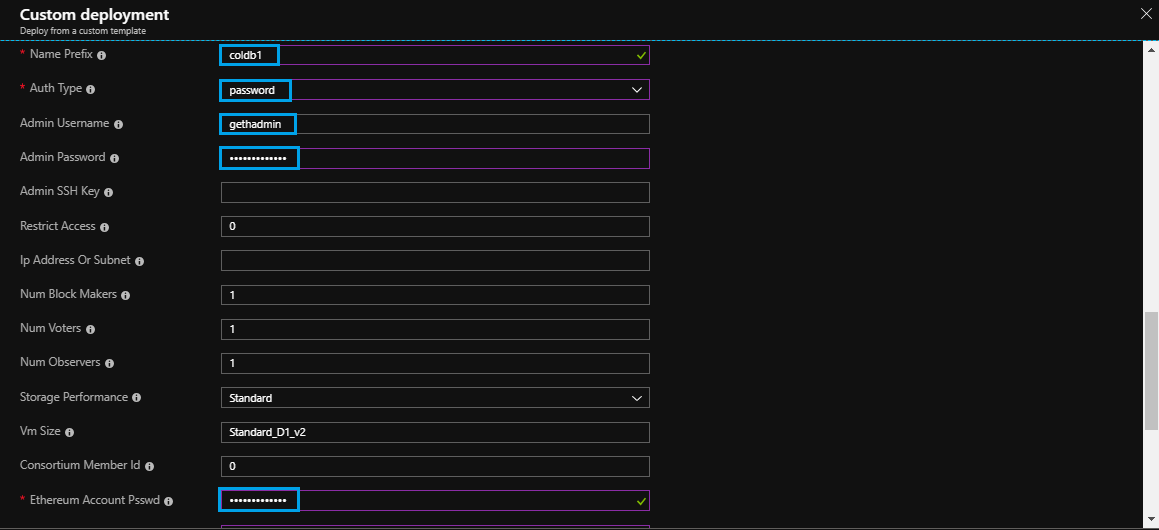 Custom deployment
Deploy from a custom template
* Name Prefix coldb1
* Auth Type password
Admin Username gethadmin
Admin Password •••••••••••••
Admin SSH Key
Restrict Access 0
Ip Address Or Subnet
Num Block Makers 1
Num Voters 1
Num Observers 1
Storage Performance Standard
Vm Size Standard_D1_v2
Consortium Member Id 0
* Ethereum Account Psswd •••••••••••••